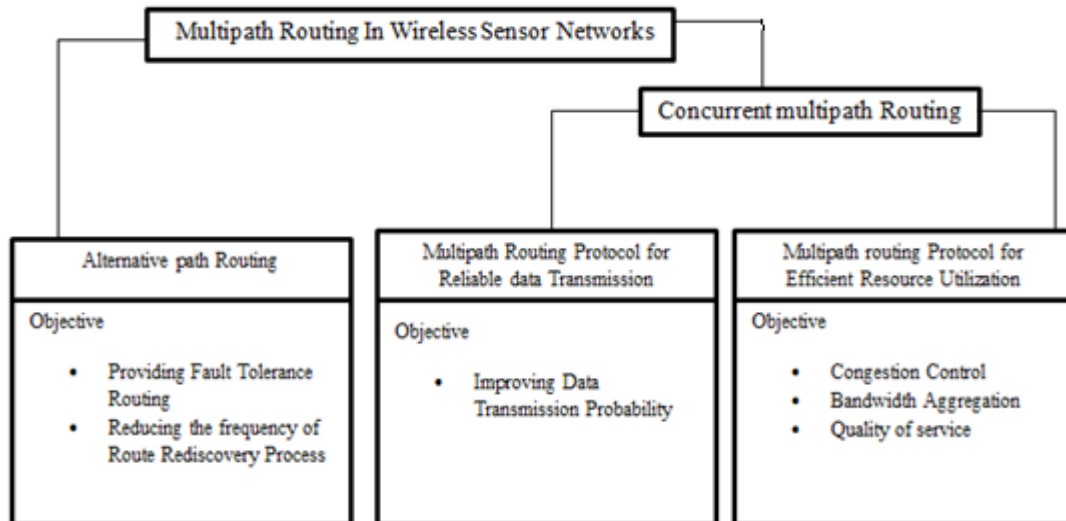 Multipath Routing In Wireless Sensor Networks
Concurrent multipath Routing
Alternative path Routing
Objective
• Providing Fault Tolerance
Routing
• Reducing the frequency of
Route Rediscovery Process
Multipath Routing Protocol for
Reliable data Transmission
Objective
• Improving Data
Transmission Probability
Multipath routing Protocol for
Efficient Resource Utilization
Objective
• Congestion Control
• Bandwidth Aggregation
• Quality of service